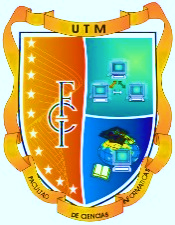 UTM
FCI
FACULTAD
DE CIENCIAS
INFORMÁTICAS